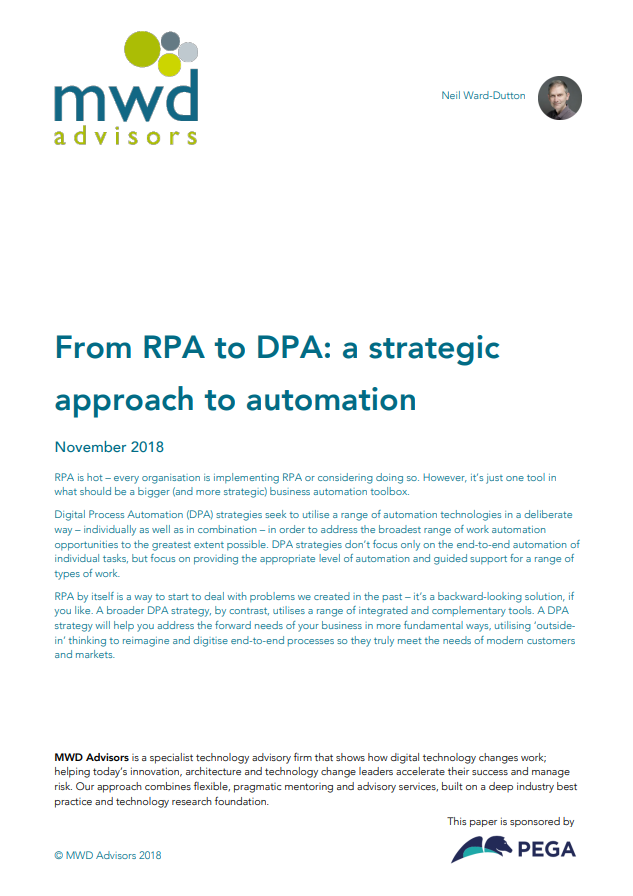 mwd
advisors
Neil Ward-Dutton
From RPA to DPA: a strategic
approach to automation
November 2018
RPA is hot – every organisation is implementing RPA or considering doing so. However, it’s just one tool in
what should be a bigger (and more strategic) business automation toolbox.
Digital Process Automation (DPA) strategies seek to utilise a range of automation technologies in a deliberate
way – individually as well as in combination – in order to address the broadest range of work automation
opportunities to the greatest extent possible. DPA strategies don’t focus only on the end-to-end automation of
individual tasks, but focus on providing the appropriate level of automation and guided support for a range of
types of work.
RPA by itself is a way to start to deal with problems we created in the past – it’s a backward-looking solution, if
you like. A broader DPA strategy, by contrast, utilises a range of integrated and complementary tools. A DPA
strategy will help you address the forward needs of your business in more fundamental ways, utilising ‘outside-
in’ thinking to reimagine and digitise end-to-end processes so they truly meet the needs of modern customers
and markets.
MWD Advisors is a specialist technology advisory firm that shows how digital technology changes work;
helping today’s innovation, architecture and technology change leaders accelerate their success and manage
risk. Our approach combines flexible, pragmatic mentoring and advisory services, built on a deep industry best
practice and technology research foundation.
This paper is sponsored by
PEGA
© MWD Advisors 2018